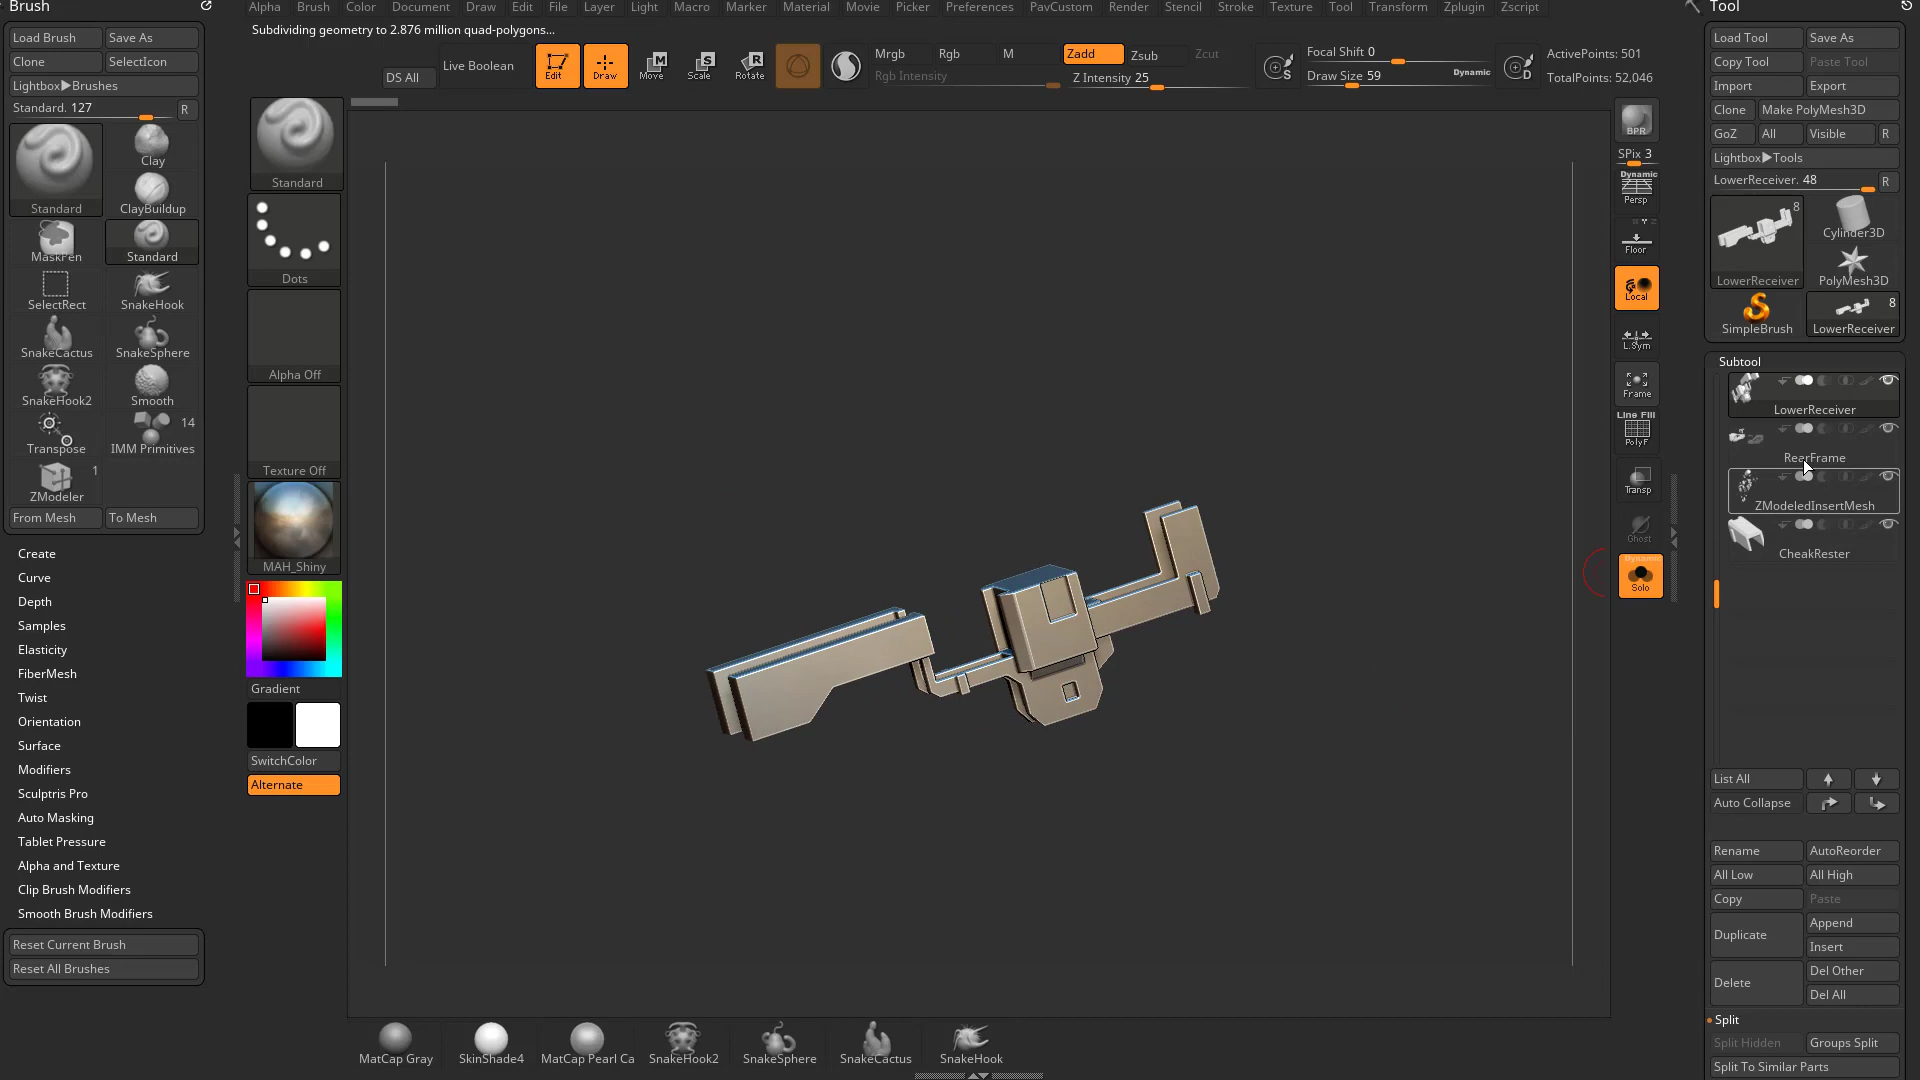 Brush
Alpha Brush Color Document Draw Edit File Layer Light Macro Marker Material Movie Picker Preferences PavCustom Render Stencil Stroke Texture Tool Transform Zplugin Zscript
Tool
Subdividing geometry to 2.876 million quad-polygons...
Load Brush Save As
Clone SelectIcon
Lightbox▶Brushes
Standard. 127 R
DS All
Live Boolean
Edit Draw Move Scale Rotate
Mrgb Rgb M Zadd Zsub Zcut
Rgb Intensity
Z Intensity 25
S
Focal Shift 0
Draw Size 59 Dynamic
D
ActivePoints: 501
TotalPoints: 52,046
Load Tool Save As
Copy Tool Paste Tool
Import Export
Clone Make PolyMesh3D
GoZ All Visible R
Lightbox▶Tools
LowerReceiver. 48 R
Standard
Clay
ClayBuildup
MaskPen Standard
SelectRect SnakeHook
SnakeCactus SnakeSphere
SnakeHook2 Smooth
14
Transpose IMM Primitives
1
ZModeler
From Mesh To Mesh
Create
Curve
Depth
Samples
Elasticity
FiberMesh
Twist
Orientation
Surface
Modifiers
Sculptris Pro
Auto Masking
Tablet Pressure
Alpha and Texture
Clip Brush Modifiers
Smooth Brush Modifiers
Reset Current Brush
Reset All Brushes
Standard
Dots
Alpha Off
Texture Off
MAH_Shiny
Gradient
SwitchColor
Alternate
BPR
SPix 3
Dynamic
Persp
Floor
Local
L.Sym
Frame
Line Fill
PolyF
Transp
Ghost
Dynamic
Solo
8
LowerReceiver
Cylinder3D
PolyMesh3D
SimpleBrush
8
LowerReceiver
Subtool
LowerReceiver
RearFrame
ZModeledInsertMesh
CheakRester
List All
Auto Collapse
Rename AutoReorder
All Low All High
Copy Paste
Duplicate
Append
Insert
Delete
Del Other
Del All
Split
Split Hidden Groups Split
Split To Similar Parts
MatCap Gray SkinShade4 MatCap Pearl Ca SnakeHook2 SnakeSphere SnakeCactus SnakeHook